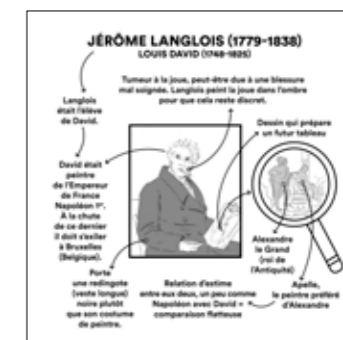 JÉRÔME LANGLOIS (1779-1838)
LOUIS DAVID (1748-1825)
Tumeur à la joue, peut-être due à une blessure
mal soignée. Langlois peint la joue dans l'ombre
pour que cela reste discret.
Langlois
était l'élève
de David.
Dessin qui prépare
un futur tableau
David était
peintre
de l'Empereur
de France
Napoléon 1er.
À la chute
de ce dernier
il doit s'exiler
à Bruxelles
(Belgique).
Alexandre
le Grand
(roi de
l'Antiquité)
Porte
une redingote
(veste longue)
noire plutôt
que son costume
de peintre.
Relation d'estime
entre eux deux, un peu comme
Napoléon avec David =
comparaison flatteuse
Apelle,
le peintre préféré
d'Alexandre